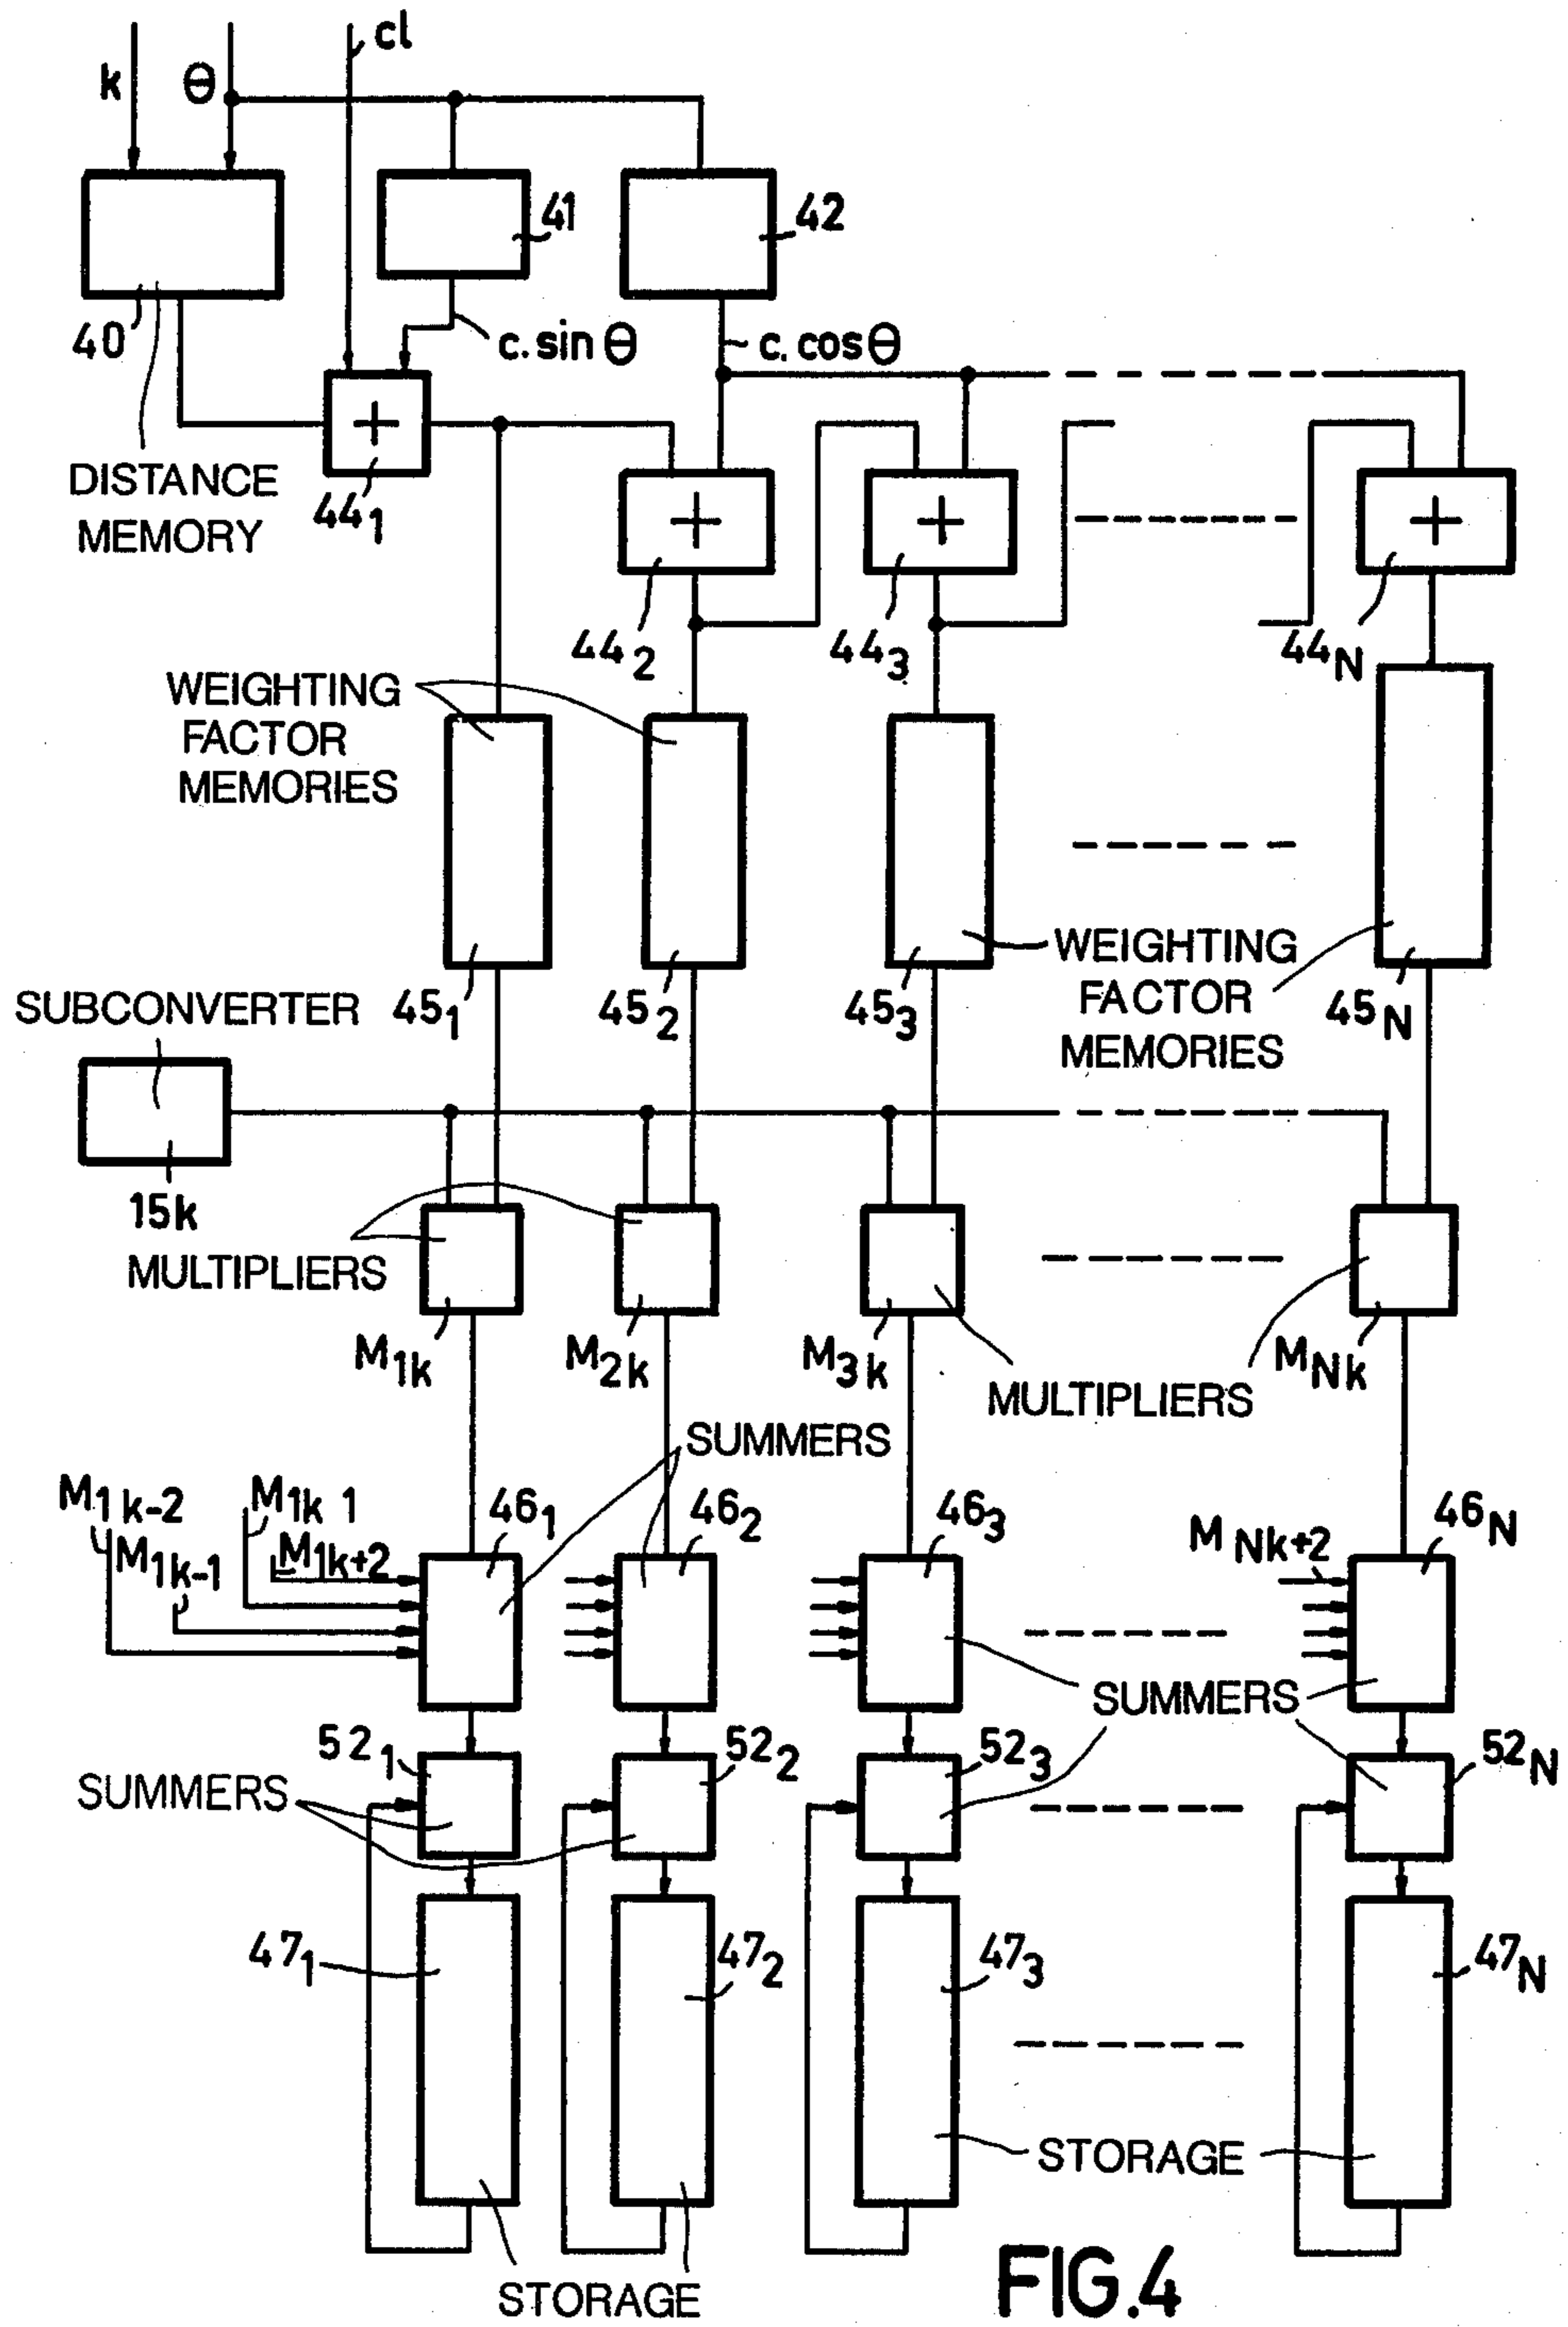 k θ cl
41
42
40
c.sin θ
c.cosθ
+
DISTANCE
MEMORY
44₁
+ + +
44₂ 44₃ 44N
WEIGHTING
FACTOR
MEMORIES
WEIGHTING
FACTOR
MEMORIES
SUBCONVERTER
45₁ 45₂ 45₃ 45N
15k
MULTIPLIERS
M1k M2k M3k MNk
MULTIPLIERS
SUMMERS
M1k-2 M1k 1
M1k-1 M1k+2
46₁ 46₂ 46₃ 46N
MNk+2
SUMMERS
52₁ 52₂ 52₃ 52N
SUMMERS
47₁ 47₂ 47₃ 47N
STORAGE
STORAGE
FIG.4